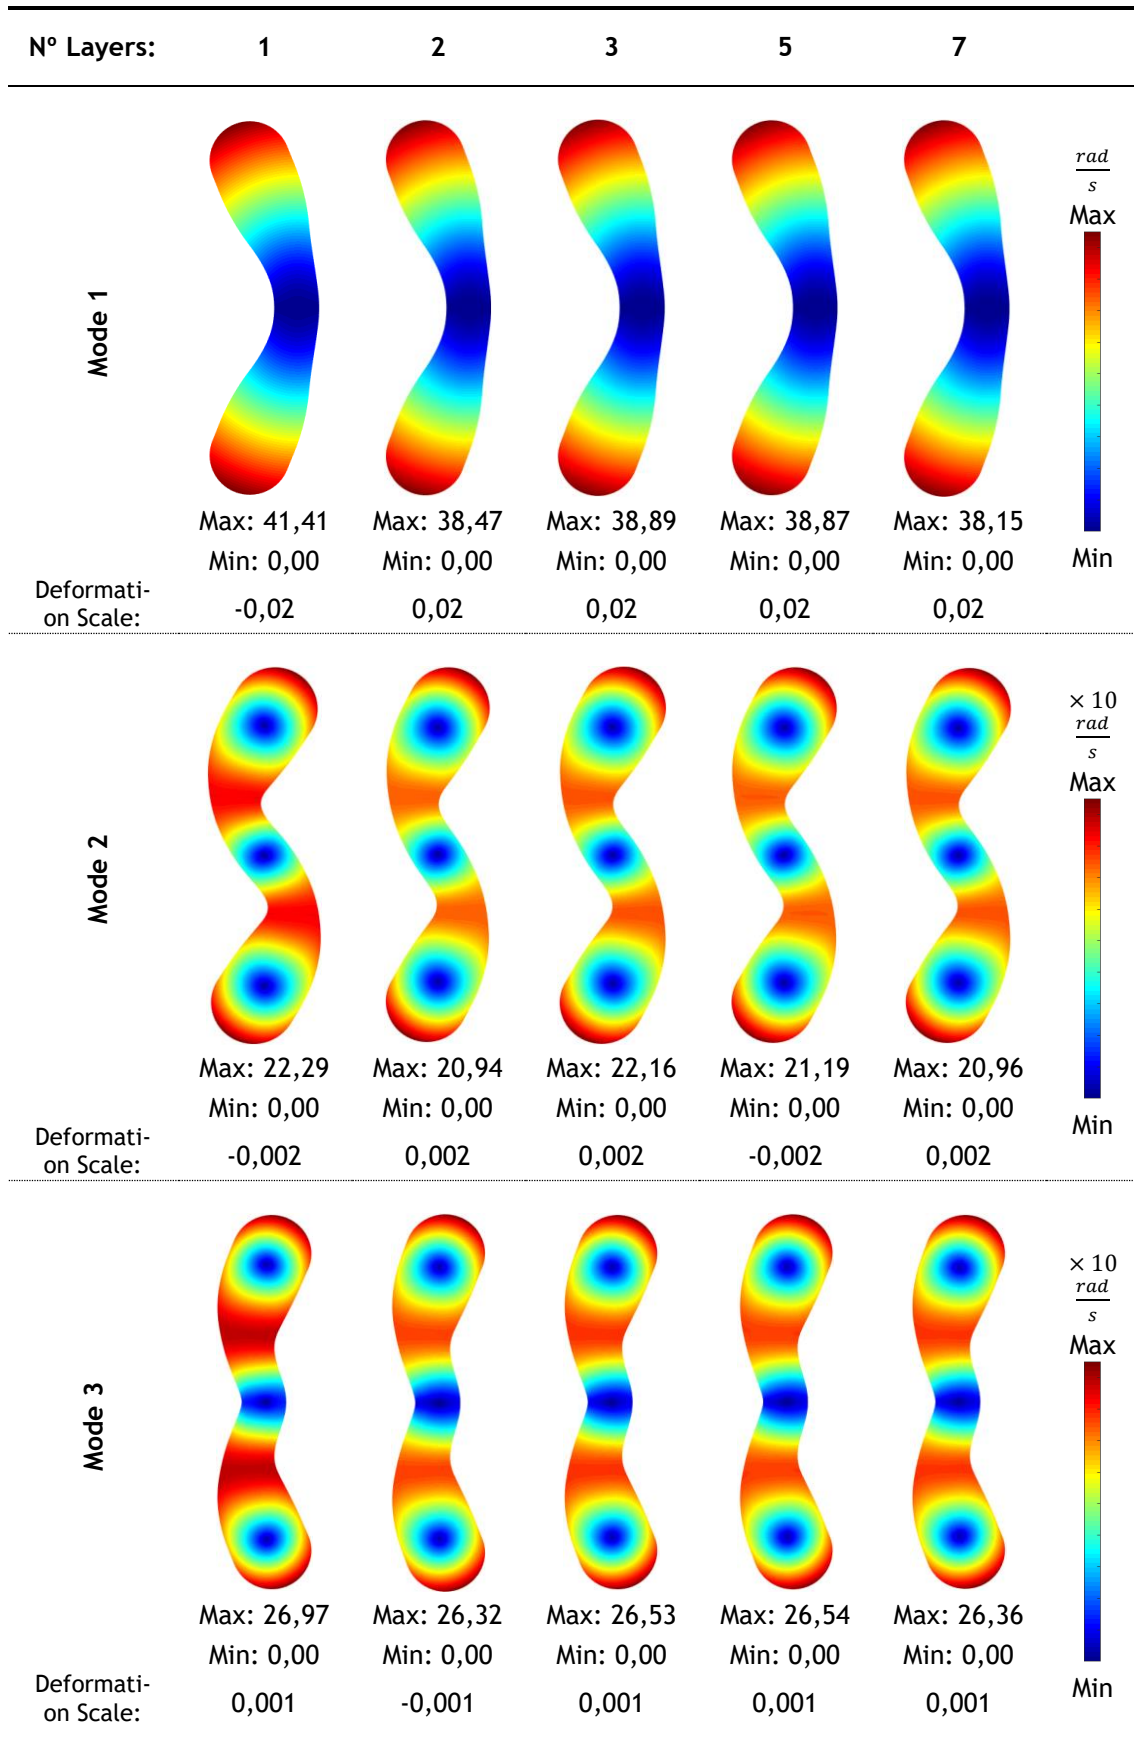 Nº Layers: 1 2 3 5 7
rad
s
Max
Mode 1
Max: 41,41 Max: 38,47 Max: 38,89 Max: 38,87 Max: 38,15
Min: 0,00 Min: 0,00 Min: 0,00 Min: 0,00 Min: 0,00 Min
Deformati-
on Scale: -0,02 0,02 0,02 0,02 0,02
× 10
rad
s
Max
Mode 2
Max: 22,29 Max: 20,94 Max: 22,16 Max: 21,19 Max: 20,96
Min: 0,00 Min: 0,00 Min: 0,00 Min: 0,00 Min: 0,00 Min
Deformati-
on Scale: -0,002 0,002 0,002 -0,002 0,002
× 10
rad
s
Max
Mode 3
Max: 26,97 Max: 26,32 Max: 26,53 Max: 26,54 Max: 26,36
Min: 0,00 Min: 0,00 Min: 0,00 Min: 0,00 Min: 0,00 Min
Deformati-
on Scale: 0,001 -0,001 0,001 0,001 0,001